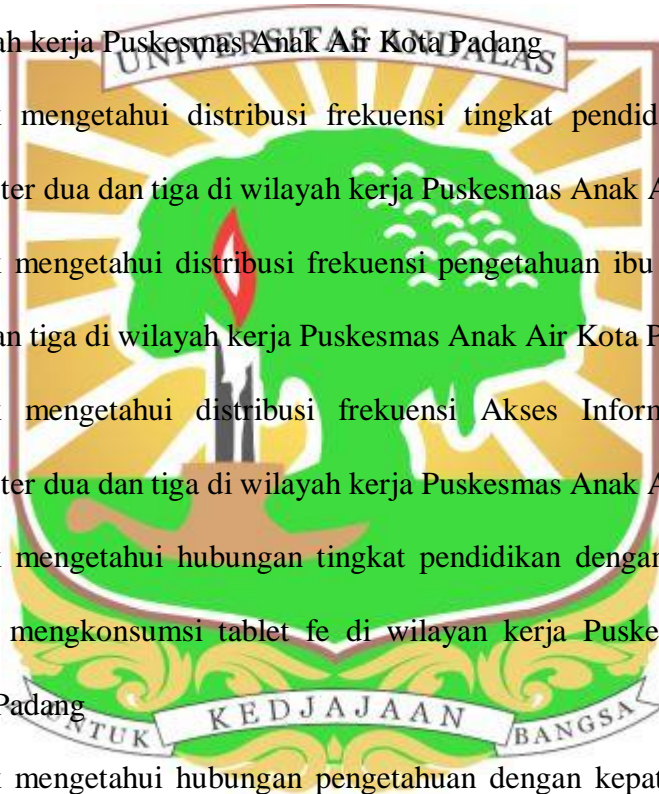 ah kerja Puskesmas Anak Air Kota Padang
UNIVERSITAS ANDALAS
k mengetahui distribusi frekuensi tingkat pendid
ter dua dan tiga di wilayah kerja Puskesmas Anak A
k mengetahui distribusi frekuensi pengetahuan ibu
an tiga di wilayah kerja Puskesmas Anak Air Kota P
k mengetahui distribusi frekuensi Akses Inform
ter dua dan tiga di wilayah kerja Puskesmas Anak A
k mengetahui hubungan tingkat pendidikan dengan
mengkonsumsi tablet fe di wilayan kerja Puske
Padang
UNTUK KEDJAJAAN BANGSA
k mengetahui hubungan pengetahuan dengan kepat